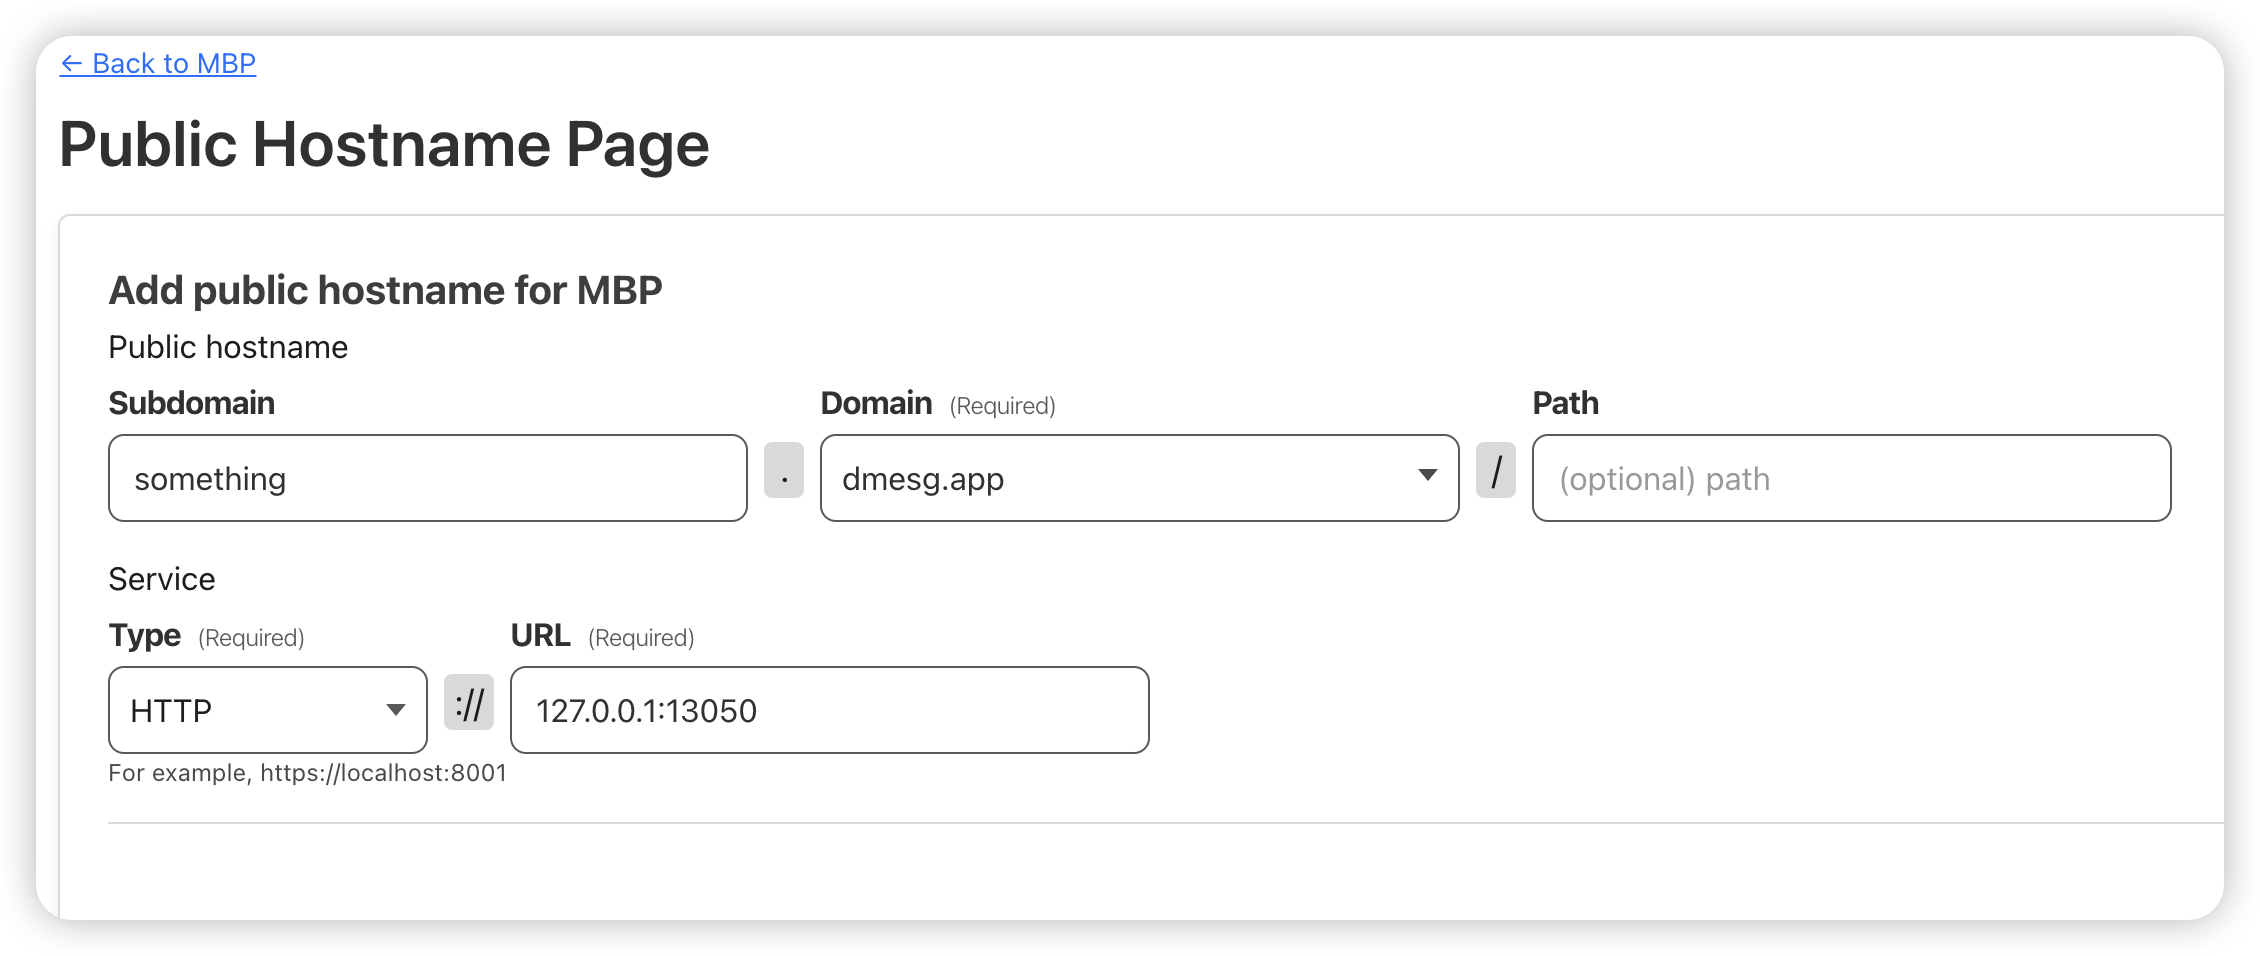 ← Back to MBP
Public Hostname Page
Add public hostname for MBP
Public hostname
Subdomain Domain (Required) Path
something . dmesg.app / (optional) path
Service
Type (Required) URL (Required)
HTTP :// 127.0.0.1:13050
For example, https://localhost:8001